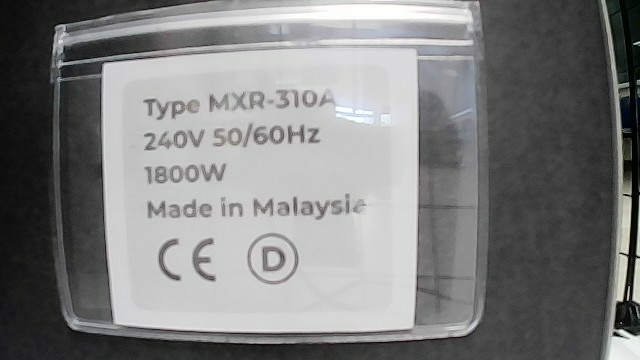 Type MXR-310A
240V 50/60Hz
1800W
Made in Malaysia
CE D